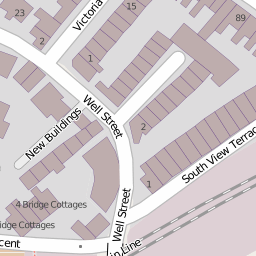 23
15
Victoria
89
2
1
Well Street
New Buildings
2
South View Terrac
1
4 Bridge Cottages
Bridge Cottages
Well Street
cent
Line